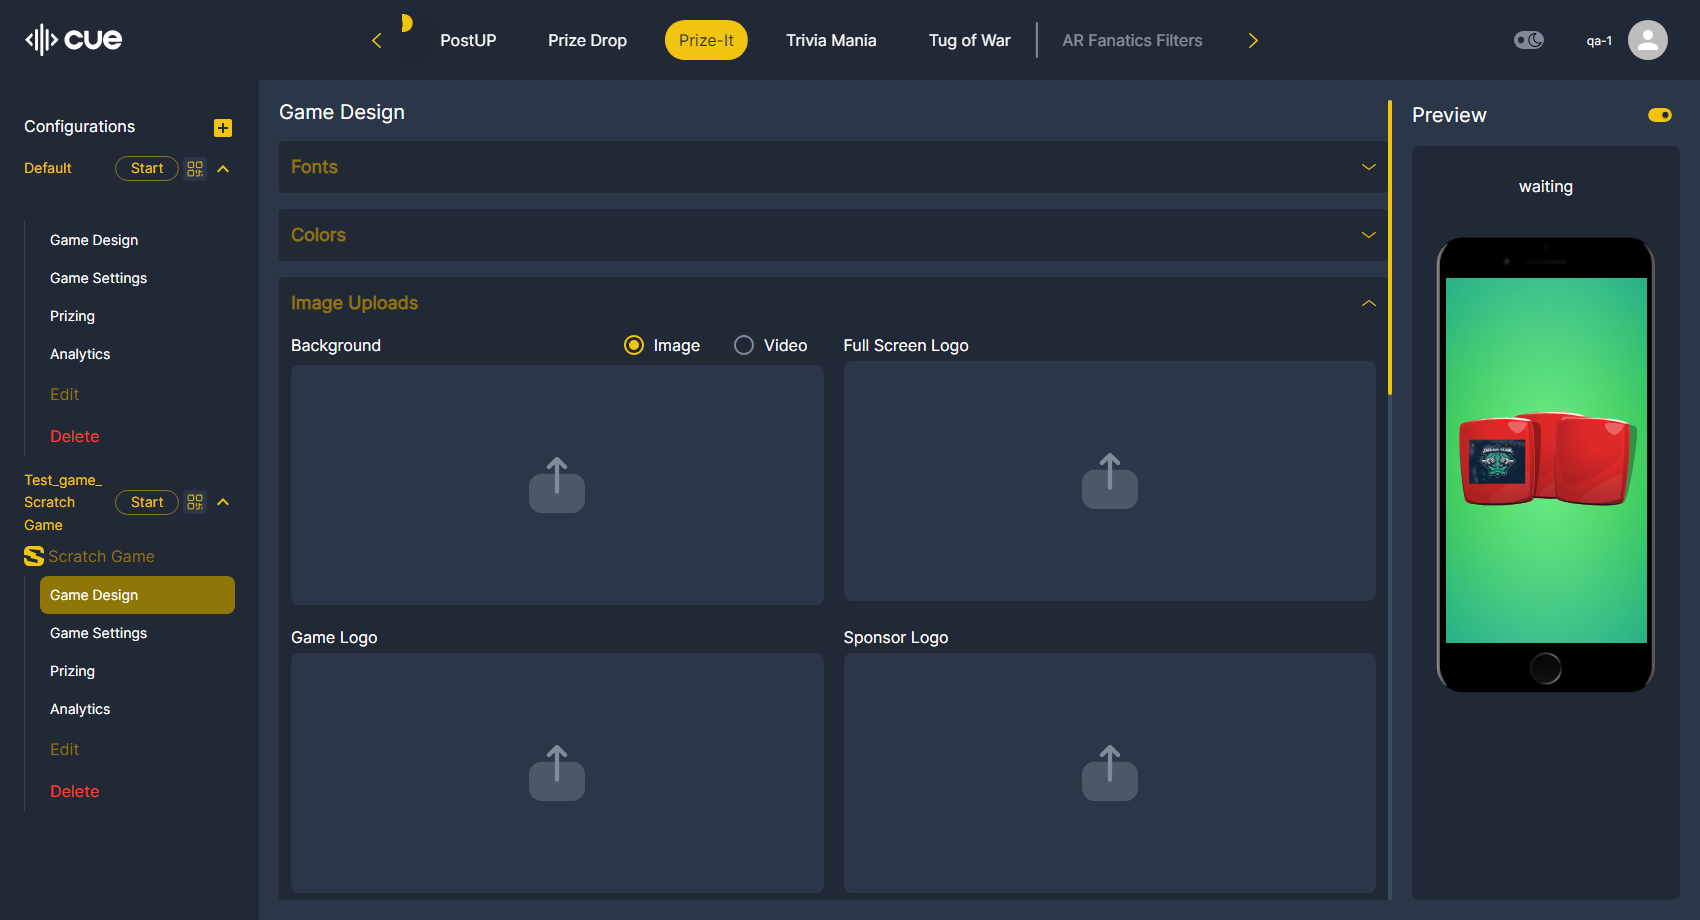 cue
PostUP
Prize Drop
Prize-It
Trivia Mania
Tug of War
AR Fanatics Filters
qa-1
Configurations
Default
Start
Game Design
Game Settings
Prizing
Analytics
Edit
Delete
Test_game_
Scratch
Game
Start
Scratch Game
Game Design
Game Settings
Prizing
Analytics
Edit
Delete
Game Design
Fonts
Colors
Image Uploads
Background
Image
Video
Full Screen Logo
Game Logo
Sponsor Logo
Preview
waiting